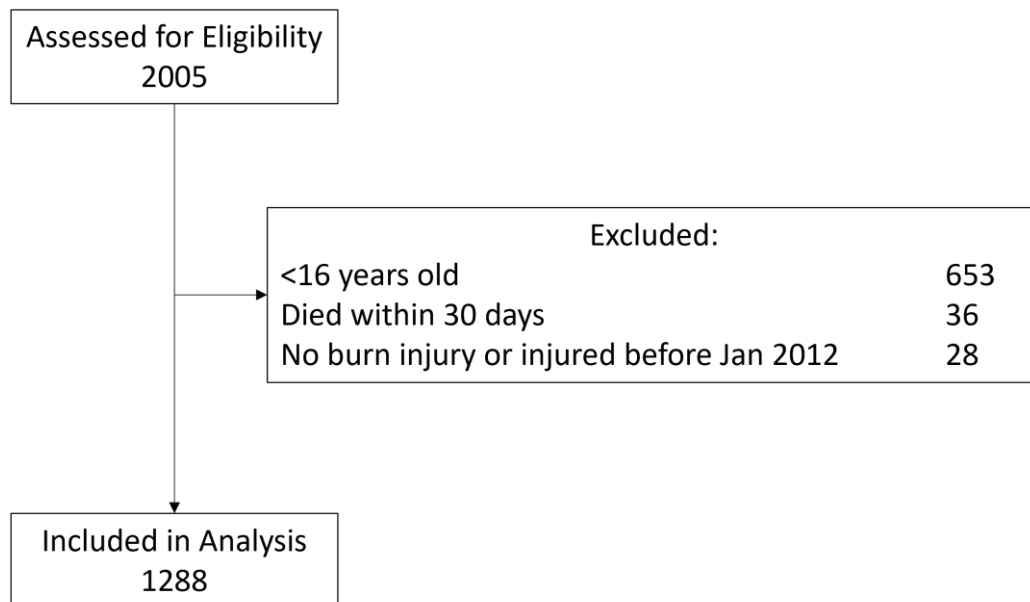 Assessed for Eligibility
2005
Excluded:
<16 years old 653
Died within 30 days 36
No burn injury or injured before Jan 2012 28
Included in Analysis
1288